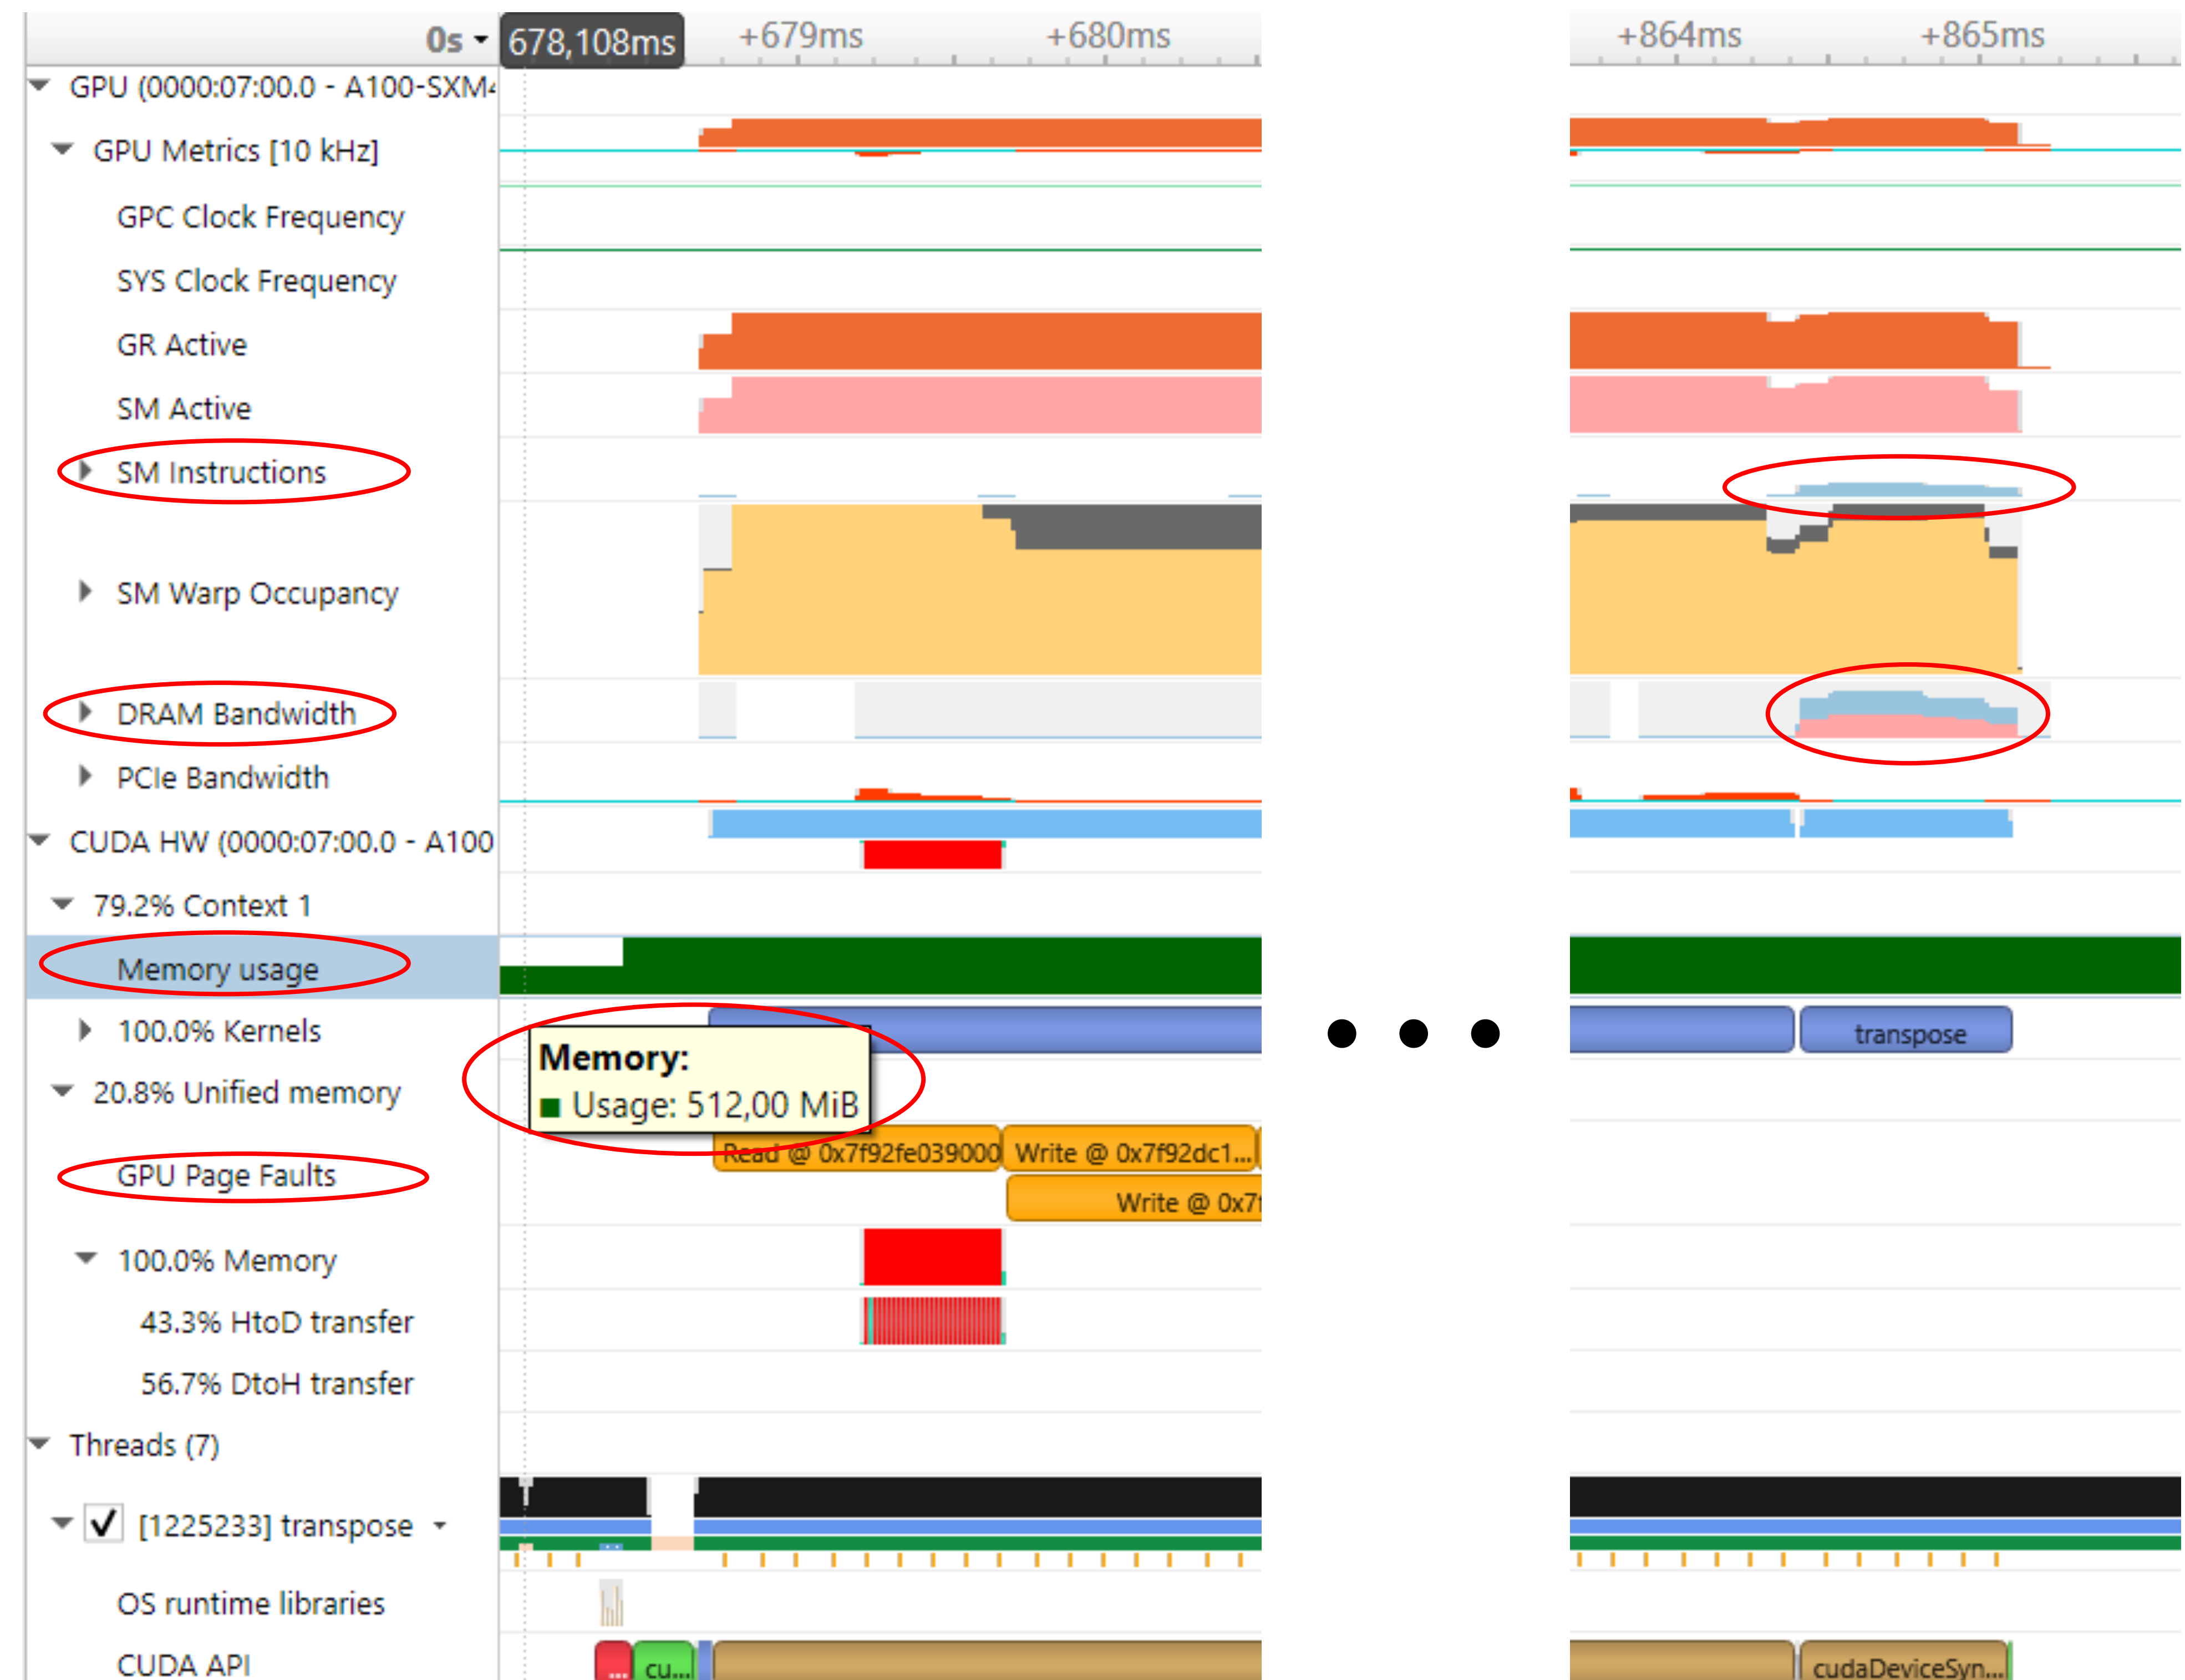 0s 678,108ms +679ms +680ms +864ms +865ms
GPU (0000:07:00.0 - A100-SXM4
GPU Metrics [10 kHz]
GPC Clock Frequency
SYS Clock Frequency
GR Active
SM Active
SM Instructions
SM Warp Occupancy
DRAM Bandwidth
PCIe Bandwidth
CUDA HW (0000:07:00.0 - A100
79.2% Context 1
Memory usage
100.0% Kernels
transpose
Memory:
Usage: 512,00 MiB
20.8% Unified memory
GPU Page Faults
Read @ 0x7f92fe039000 Write @ 0x7f92dc1...
Write @ 0x7f
100.0% Memory
43.3% HtoD transfer
56.7% DtoH transfer
Threads (7)
[1225233] transpose
OS runtime libraries
CUDA API
... cu... cudaDeviceSyn...